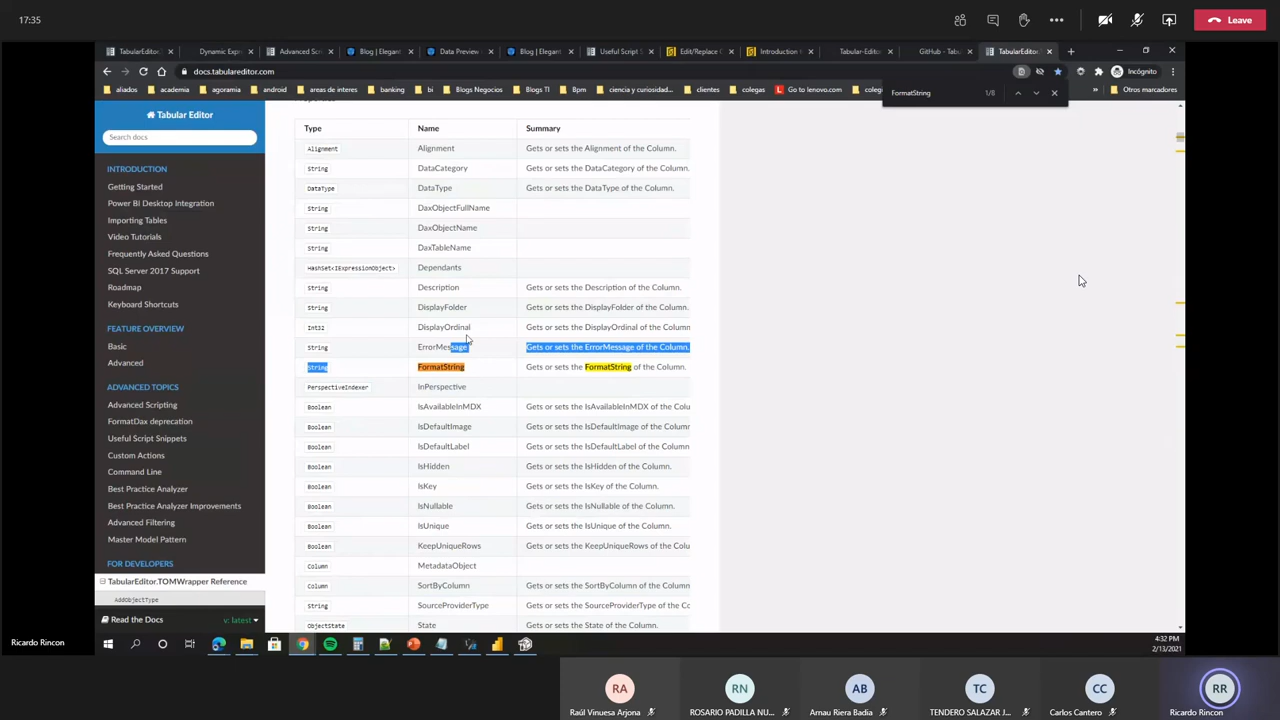 17:35
Leave
TabularEditor.T
Dynamic Expr
Advanced Scri
Blog | Elegant
Data Preview
Blog | Elegant
Useful Script S
Edit/Replace C
Introduction
Tabular-Editor
GitHub - Tabul
TabularEditor.
docs.tabulareditor.com
Incógnito
aliados
academia
agoramia
android
areas de interes
banking
bi
Blogs Negocios
Blogs TI
Bpm
ciencia y curiosidad...
clientes
colegas
Go to lenovo.com
Otros marcadores
FormatString
1/8
Tabular Editor
Search docs
INTRODUCTION
Getting Started
Power BI Desktop Integration
Importing Tables
Video Tutorials
Frequently Asked Questions
SQL Server 2017 Support
Roadmap
Keyboard Shortcuts
FEATURE OVERVIEW
Basic
Advanced
ADVANCED TOPICS
Advanced Scripting
FormatDax deprecation
Useful Script Snippets
Custom Actions
Command Line
Best Practice Analyzer
Best Practice Analyzer Improvements
Advanced Filtering
Master Model Pattern
FOR DEVELOPERS
TabularEditor.TOMWrapper Reference
AddObjectType
Read the Docs
v: latest
Type Name Summary
Alignment Alignment Gets or sets the Alignment of the Column.
String DataCategory Gets or sets the DataCategory of the Column.
DataType DataType Gets or sets the DataType of the Column.
String DaxObjectFullName
String DaxObjectName
String DaxTableName
HashSet<IExpressionObject> Dependants
String Description Gets or sets the Description of the Column.
String DisplayFolder Gets or sets the DisplayFolder of the Column.
Int32 DisplayOrdinal Gets or sets the DisplayOrdinal of the Column
String ErrorMessage Gets or sets the ErrorMessage of the Column.
String FormatString Gets or sets the FormatString of the Column.
PerspectiveIndexer InPerspective
Boolean IsAvailableInMDX Gets or sets the IsAvailableInMDX of the Colu
Boolean IsDefaultImage Gets or sets the IsDefaultImage of the Column
Boolean IsDefaultLabel Gets or sets the IsDefaultLabel of the Column.
Boolean IsHidden Gets or sets the IsHidden of the Column.
Boolean IsKey Gets or sets the IsKey of the Column.
Boolean IsNullable Gets or sets the IsNullable of the Column.
Boolean IsUnique Gets or sets the IsUnique of the Column.
Boolean KeepUniqueRows Gets or sets the KeepUniqueRows of the Colu
Column MetadataObject
Column SortByColumn Gets or sets the SortByColumn of the Column.
String SourceProviderType Gets or sets the SourceProviderType of the Co
ObjectState State Gets or sets the State of the Column.
4:32 PM
2/13/2021
Ricardo Rincon
RA
RN
AB
TC
CC
RR
Raúl Vinuesa Arjona
ROSARIO PADILLA NU...
Arnau Riera Badia
TENDERO SALAZAR J...
Carlos Cantero
Ricardo Rincon